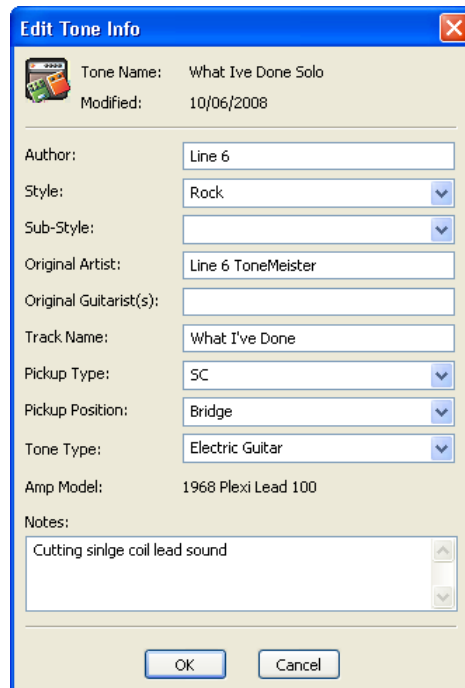 Edit Tone Info
Tone Name: What Ive Done Solo
Modified: 10/06/2008
Author: Line 6
Style: Rock
Sub-Style:
Original Artist: Line 6 ToneMeister
Original Guitarist(s):
Track Name: What I've Done
Pickup Type: SC
Pickup Position: Bridge
Tone Type: Electric Guitar
Amp Model: 1968 Plexi Lead 100
Notes:
Cutting sinlge coil lead sound
OK Cancel